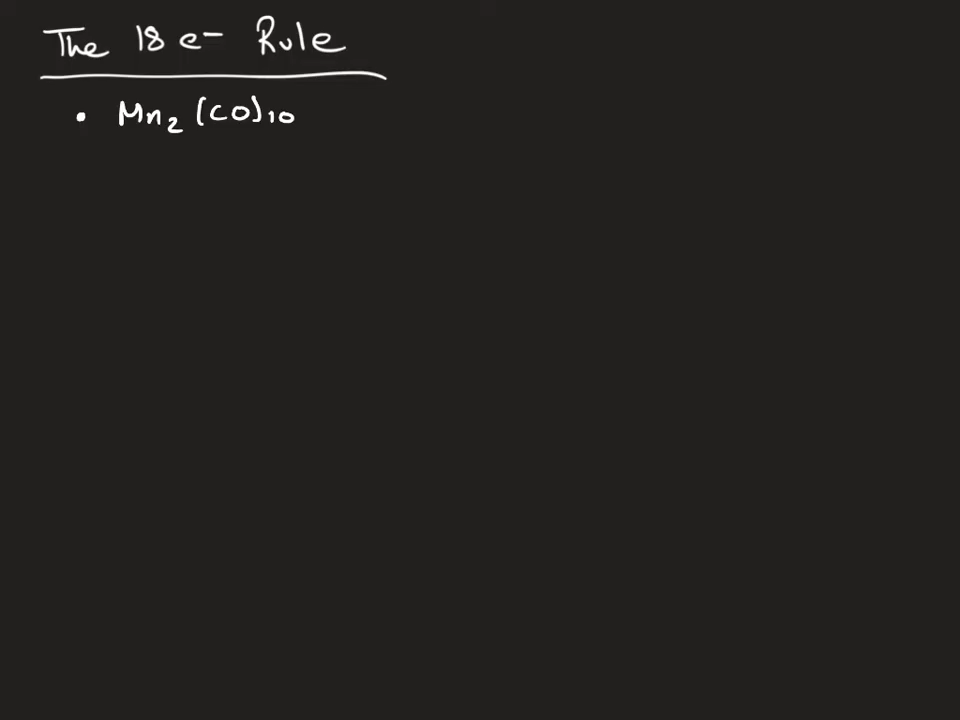 The 18 e- Rule
• Mn₂(CO)₁₀